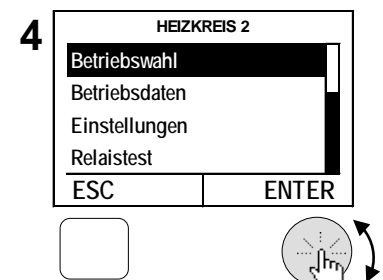 4
HEIZKREIS 2
Betriebswahl
Betriebsdaten
Einstellungen
Relaistest
ESC ENTER